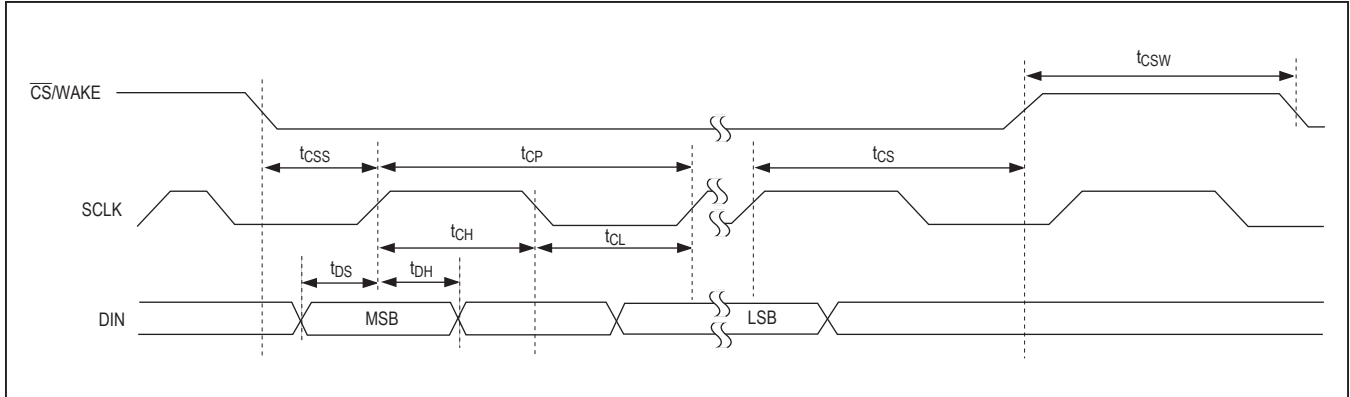 tCSW
CS/WAKE
tCSS
tCP
tCS
SCLK
tCH
tCL
tDS
tDH
DIN
MSB
LSB